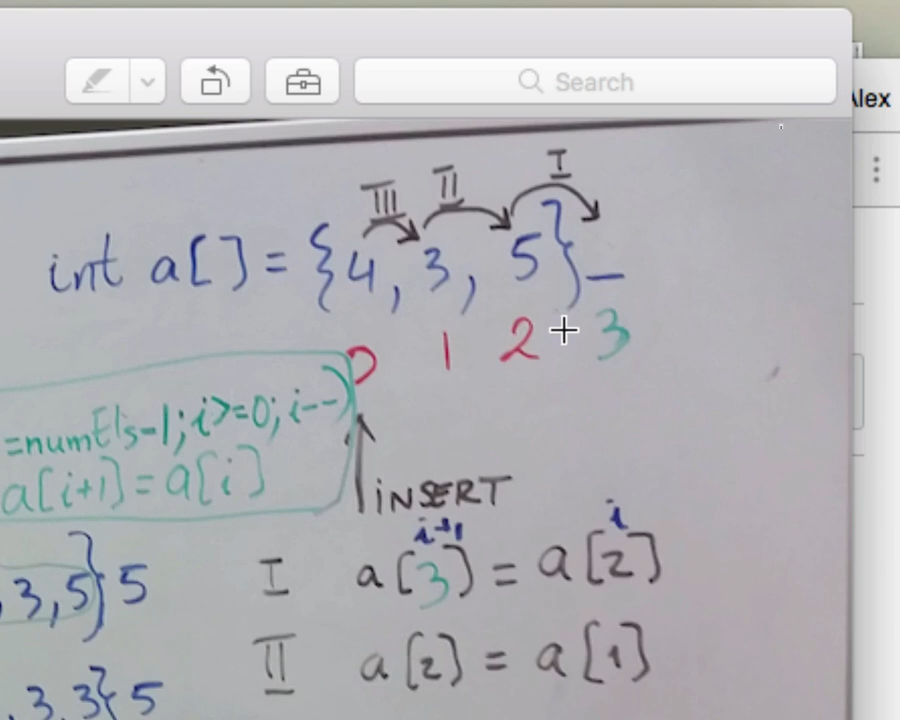 Search
Alex
III II I
int a[] = {4, 3, 5}_
0 1 2 3
=numEl's-1; i>=0; i--)
a[i+1] = a[i]
INSERT
i+1 i
,3,5}5 I a[3] = a[2]
II a[2] = a[1]
,3,3}5